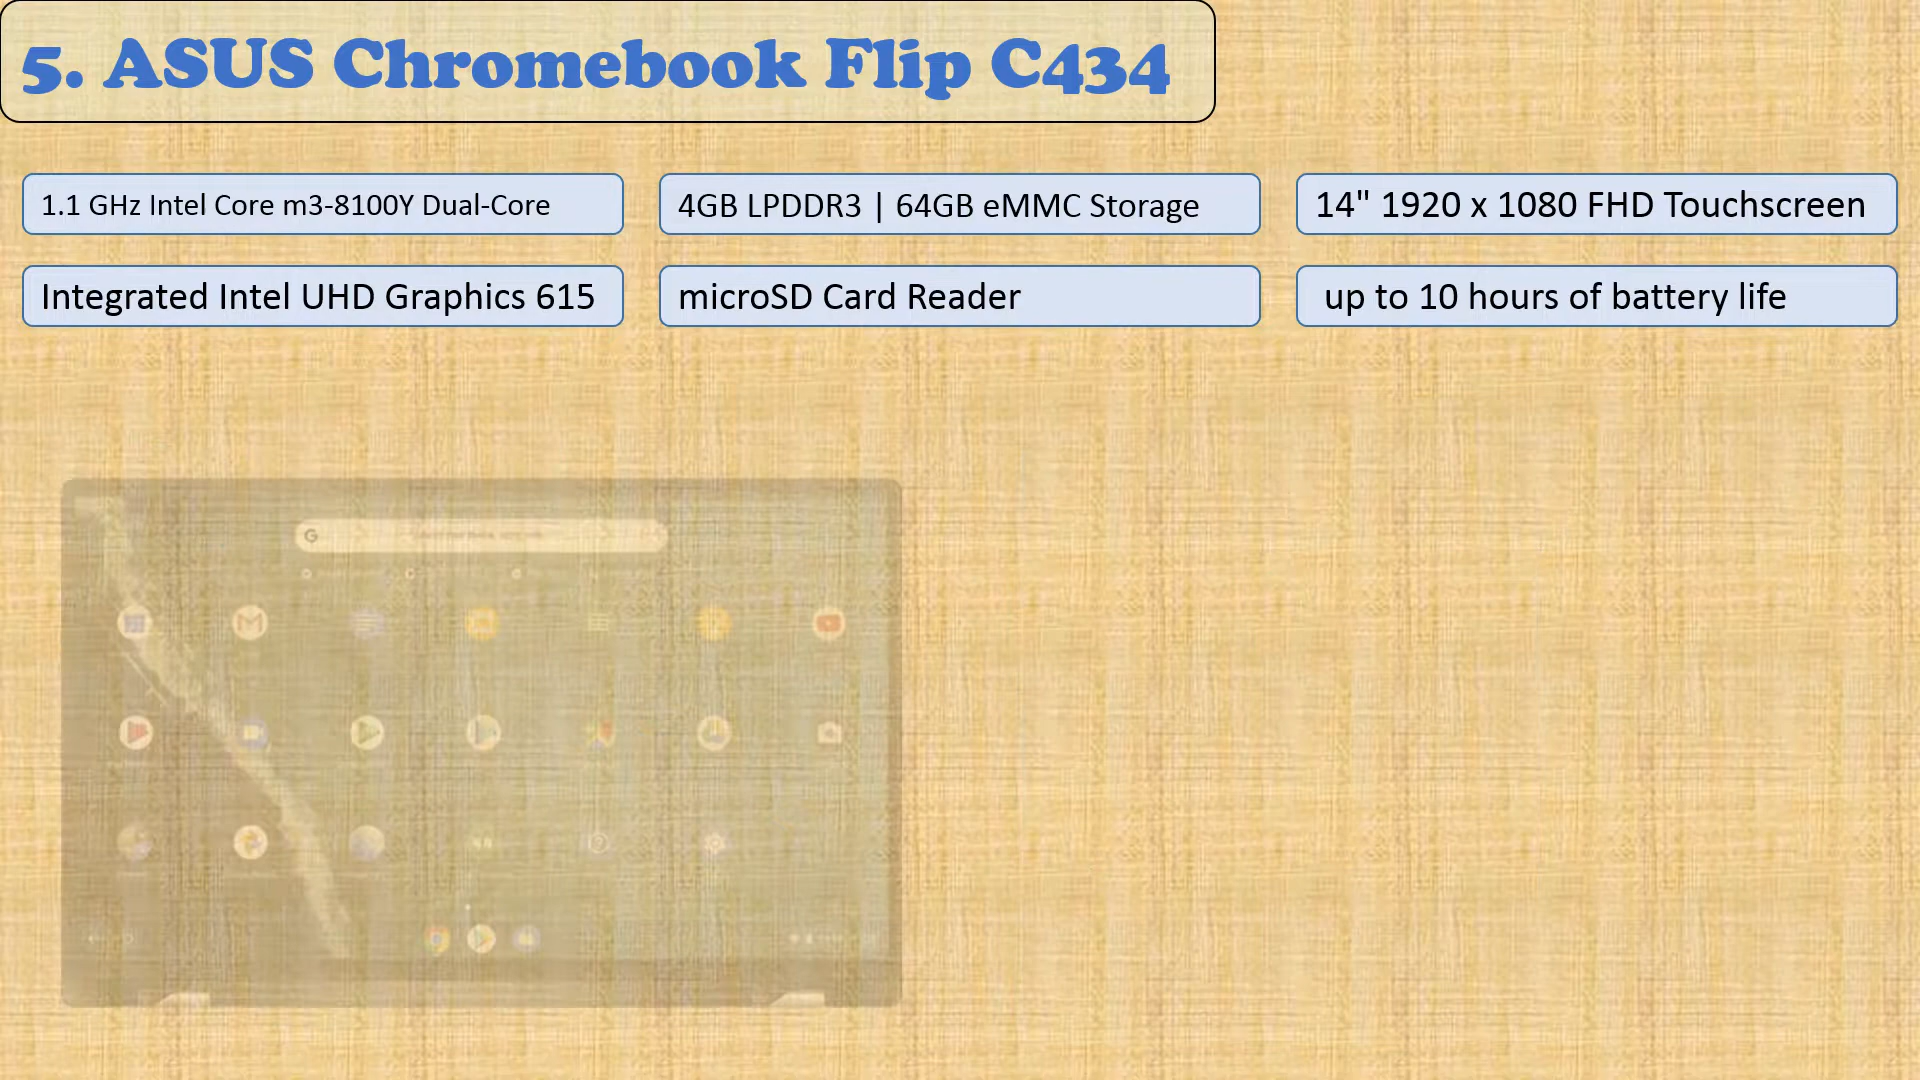 5. ASUS Chromebook Flip C434
1.1 GHz Intel Core m3-8100Y Dual-Core
4GB LPDDR3 | 64GB eMMC Storage
14" 1920 x 1080 FHD Touchscreen
Integrated Intel UHD Graphics 615
microSD Card Reader
up to 10 hours of battery life